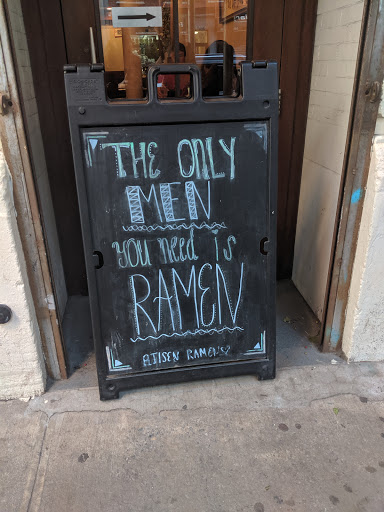 THE ONLY
MEN
YOU NEED IS
RAMEN